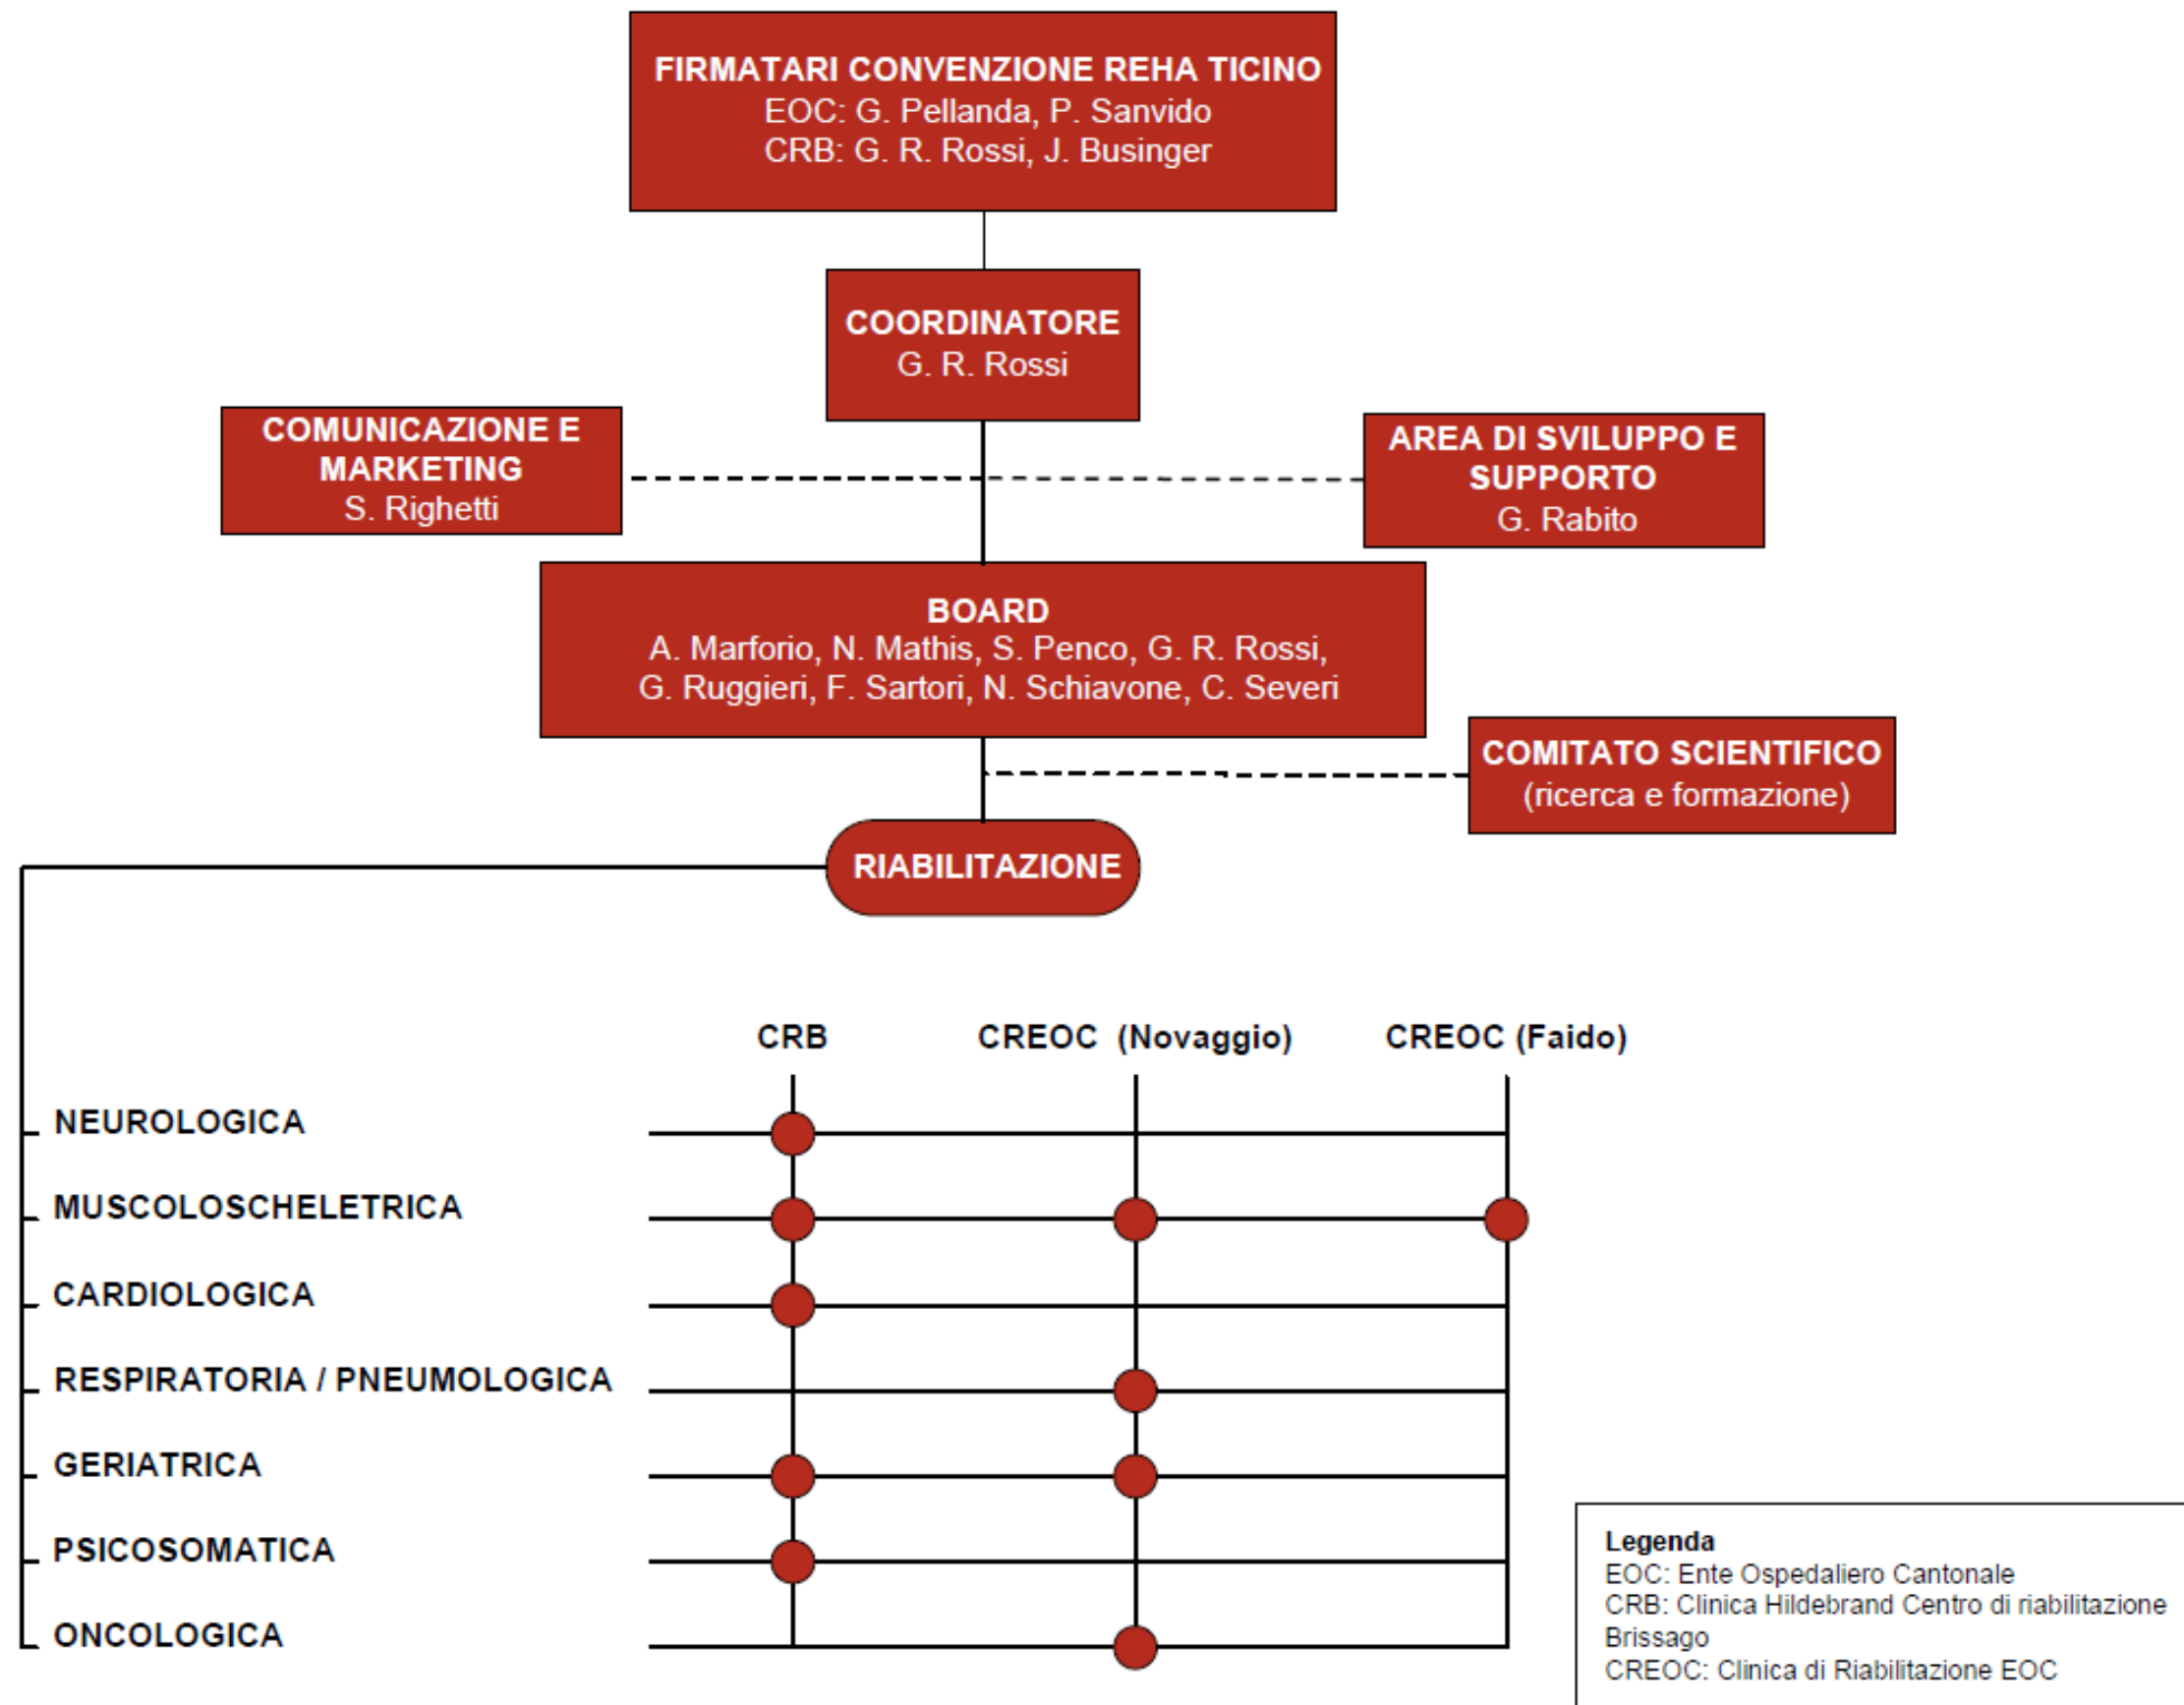 FIRMATARI CONVENZIONE REHA TICINO
EOC: G. Pellanda, P. Sanvido
CRB: G. R. Rossi, J. Businger
COORDINATORE
G. R. Rossi
COMUNICAZIONE E
MARKETING
S. Righetti
AREA DI SVILUPPO E
SUPPORTO
G. Rabito
BOARD
A. Marforio, N. Mathis, S. Penco, G. R. Rossi,
G. Ruggieri, F. Sartori, N. Schiavone, C. Severi
COMITATO SCIENTIFICO
(ricerca e formazione)
RIABILITAZIONE
CRB
CREOC (Novaggio)
CREOC (Faido)
NEUROLOGICA
MUSCOLOSCHELETRICA
CARDIOLOGICA
RESPIRATORIA / PNEUMOLOGICA
GERIATRICA
PSICOSOMATICA
ONCOLOGICA
Legenda
EOC: Ente Ospedaliero Cantonale
CRB: Clinica Hildebrand Centro di riabilitazione
Brissago
CREOC: Clinica di Riabilitazione EOC